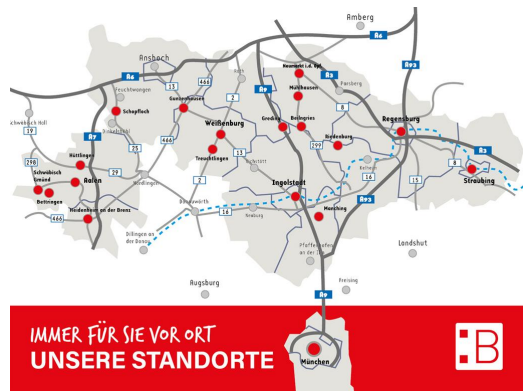 Amberg
A6
Ansbach
A6
Neumarkt i.d. Opf.
A3
A93
466
Roth
A9
Feuchtwangen
13
Mühlhausen
Parsberg
2
8
Gunzenhausen
Schopfloch
Regensburg
Schwäbisch Hall
Weißenburg
Greding
Beilngries
19
A7
Dinkelsbühl
466
Riedenburg
25
299
A3
Hüttlingen
Treuchtlingen
13
298
Eichstätt
Kelheim
8
Schwäbisch
Gmünd
Aalen
29
Nördlingen
2
Ingolstadt
16
15
Straubing
Bettringen
Donauwörth
A93
466
Heidenheim an der Brenz
16
Neuburg
Manching
Dillingen an
der Donau
Pfaffenhofen
an der Ilm
Landshut
Augsburg
Freising
A9
IMMER FÜR SIE VOR ORT
UNSERE STANDORTE
:B
München